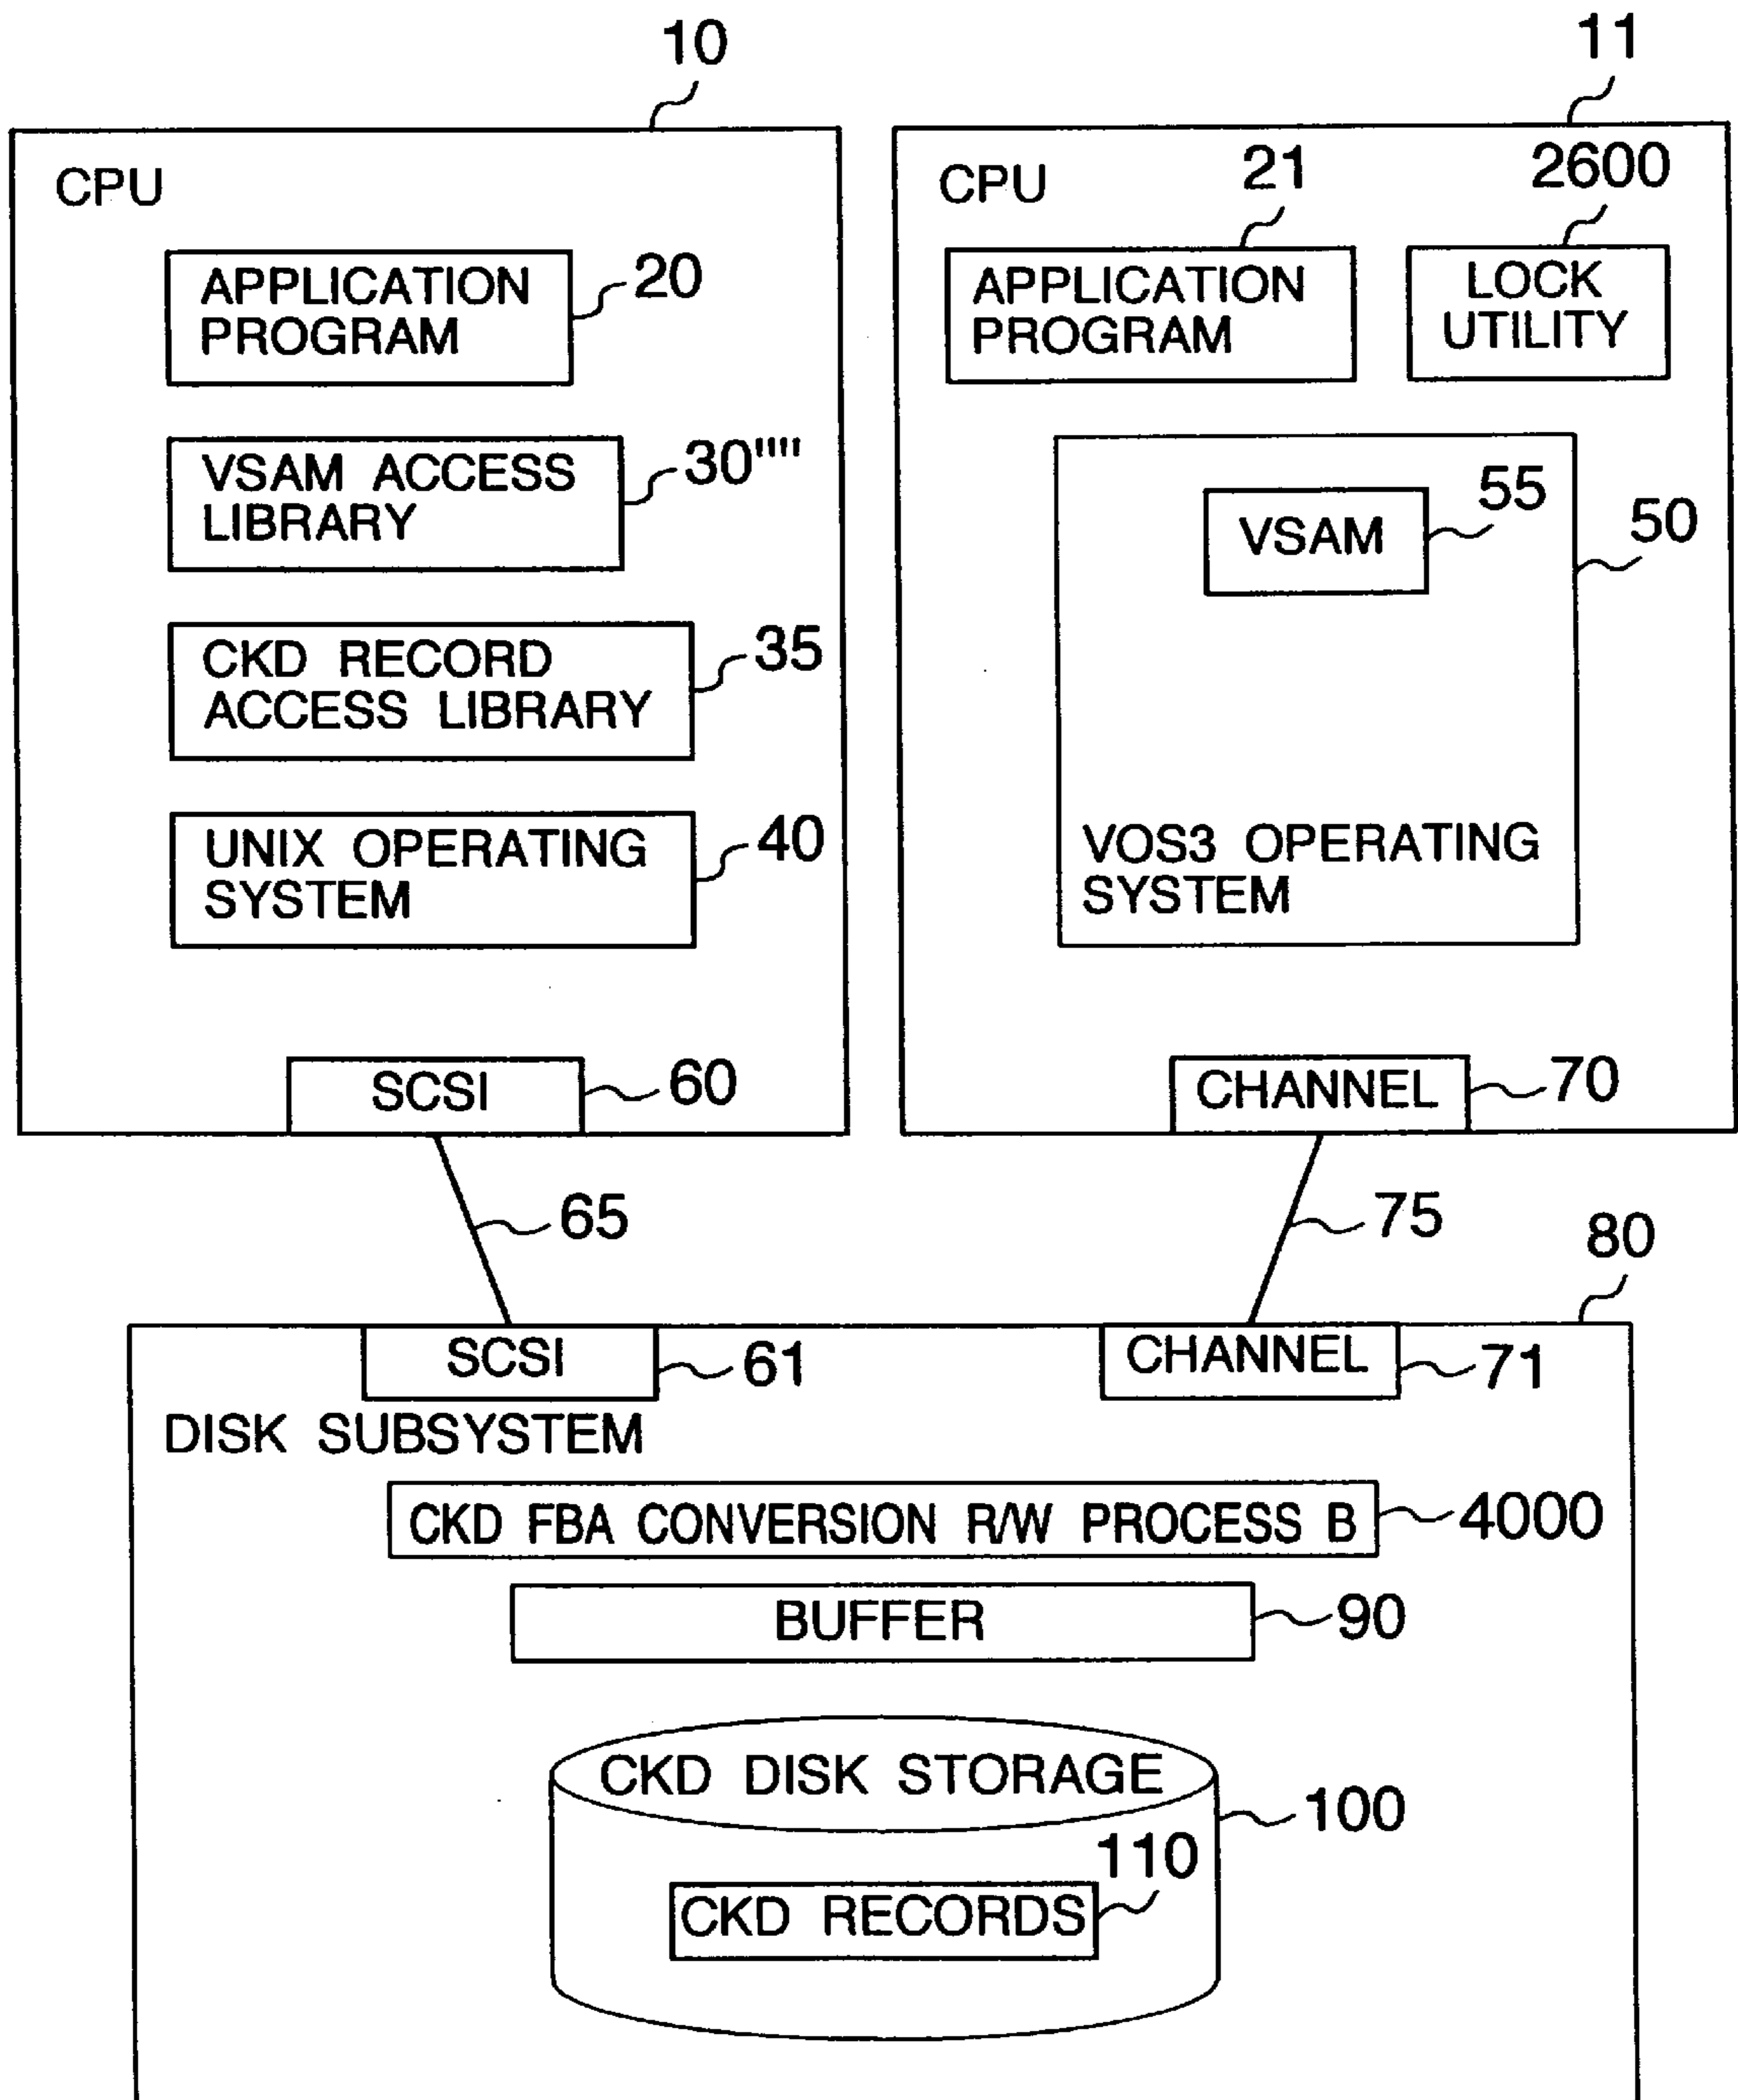 10
11
CPU
APPLICATION
PROGRAM
20
VSAM ACCESS
LIBRARY
30""
CKD RECORD
ACCESS LIBRARY
35
UNIX OPERATING
SYSTEM
40
SCSI
60
CPU
21
2600
APPLICATION
PROGRAM
LOCK
UTILITY
VSAM
55
50
VOS3 OPERATING
SYSTEM
CHANNEL
70
65
75
80
SCSI
61
CHANNEL
71
DISK SUBSYSTEM
CKD FBA CONVERSION R/W PROCESS B
4000
BUFFER
90
CKD DISK STORAGE
100
110
CKD RECORDS